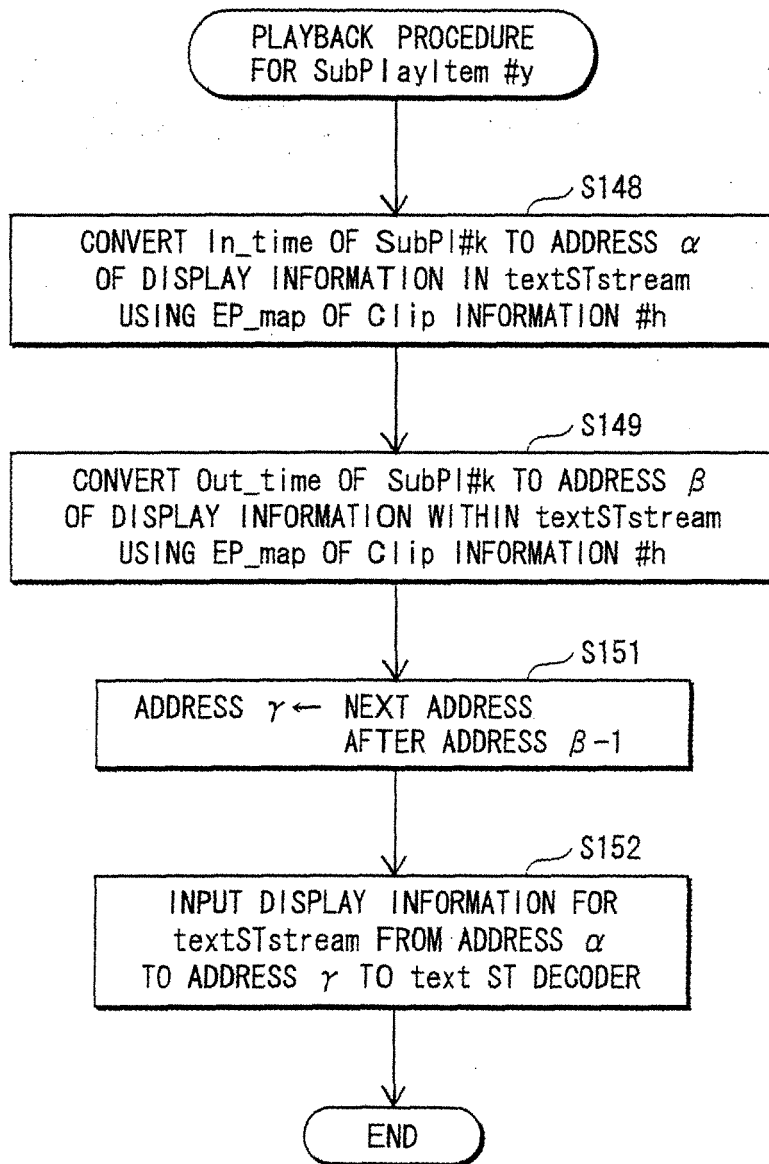 PLAYBACK PROCEDURE
FOR SubPlayItem #y
S148
CONVERT In_time OF SubPI#k TO ADDRESS α
OF DISPLAY INFORMATION IN textSTstream
USING EP_map OF Clip INFORMATION #h
S149
CONVERT Out_time OF SubPI#k TO ADDRESS β
OF DISPLAY INFORMATION WITHIN textSTstream
USING EP_map OF Clip INFORMATION #h
S151
ADDRESS γ ← NEXT ADDRESS
AFTER ADDRESS β-1
S152
INPUT DISPLAY INFORMATION FOR
textSTstream FROM ADDRESS α
TO ADDRESS γ TO text ST DECODER
END